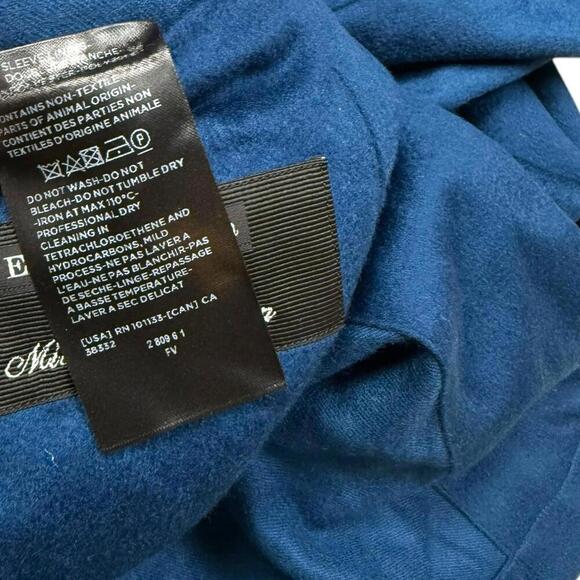 SLEEVE
CONTAINS NON-TEXTILE
PARTS OF ANIMAL ORIGIN-
CONTIENT DES PARTIES NON
TEXTILES D'ORIGINE ANIMALE
P
DO NOT WASH-DO NOT
BLEACH-DO NOT TUMBLE DRY
-IRON AT MAX 110°C-
PROFESSIONAL DRY
CLEANING IN
TETRACHLOROETHENE AND
HYDROCARBONS, MILD
PROCESS-NE PAS LAVER A
L'EAU-NE PAS BLANCHIR-PAS
DE SECHE-LINGE-REPASSAGE
A BASSE TEMPERATURE-
LAVER A SEC DELICAT
[USA] RN 101133-[CAN] CA
38332
2 809 6 1
FV